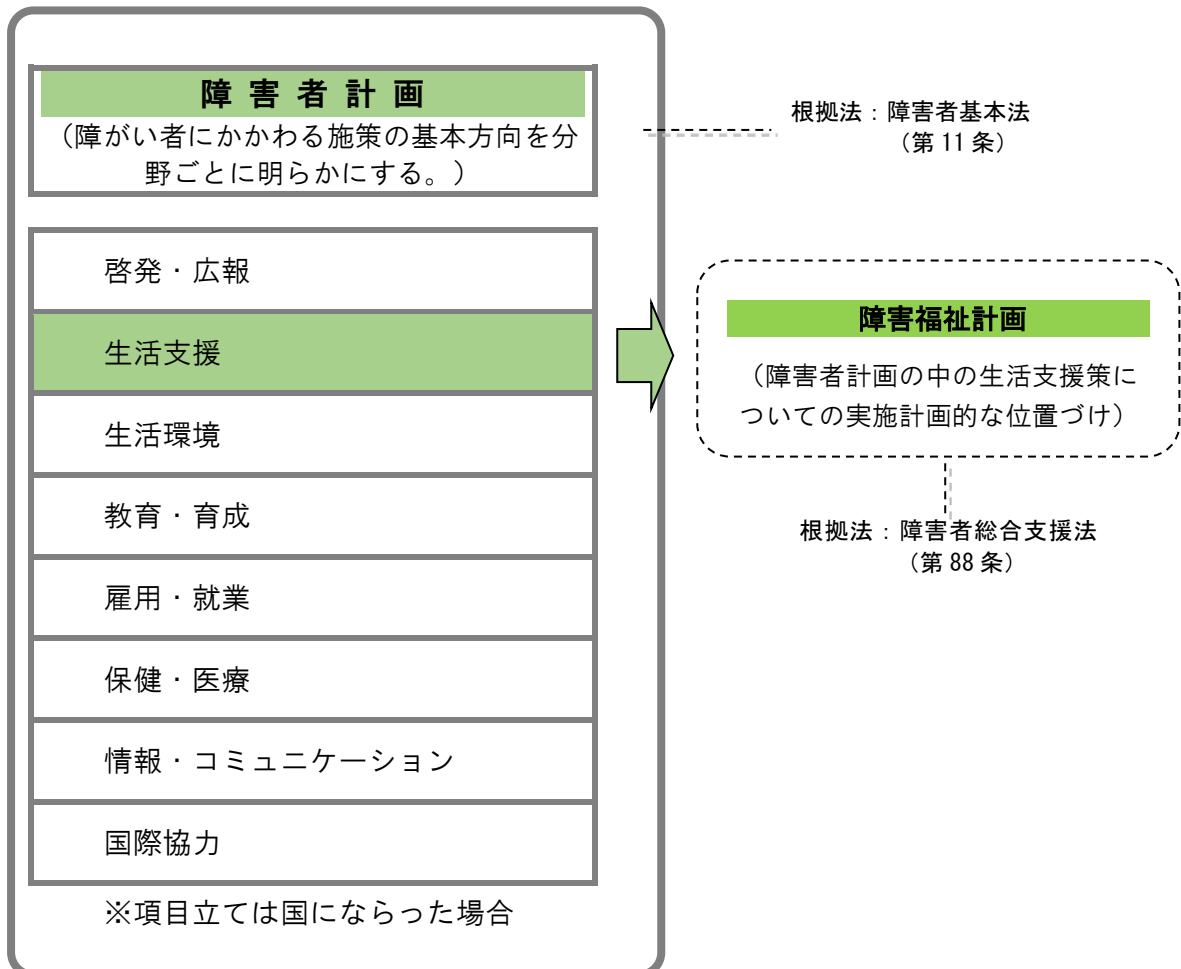 障害者計画
（障がい者にかかわる施策の基本方向を分
野ごとに明らかにする。）
根拠法：障害者基本法
（第11条）
啓発・広報
生活支援
生活環境
教育・育成
雇用・就業
保健・医療
情報・コミュニケーション
国際協力
※項目立ては国にならった場合
障害福祉計画
（障害者計画の中の生活支援策に
ついての実施計画的な位置づけ）
根拠法：障害者総合支援法
（第88条）